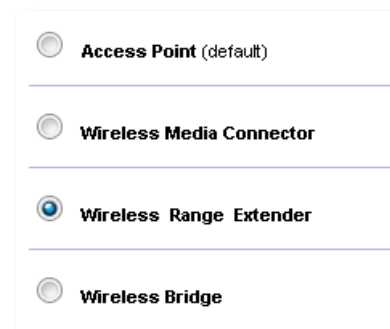 Access Point (default)
Wireless Media Connector
Wireless Range Extender
Wireless Bridge